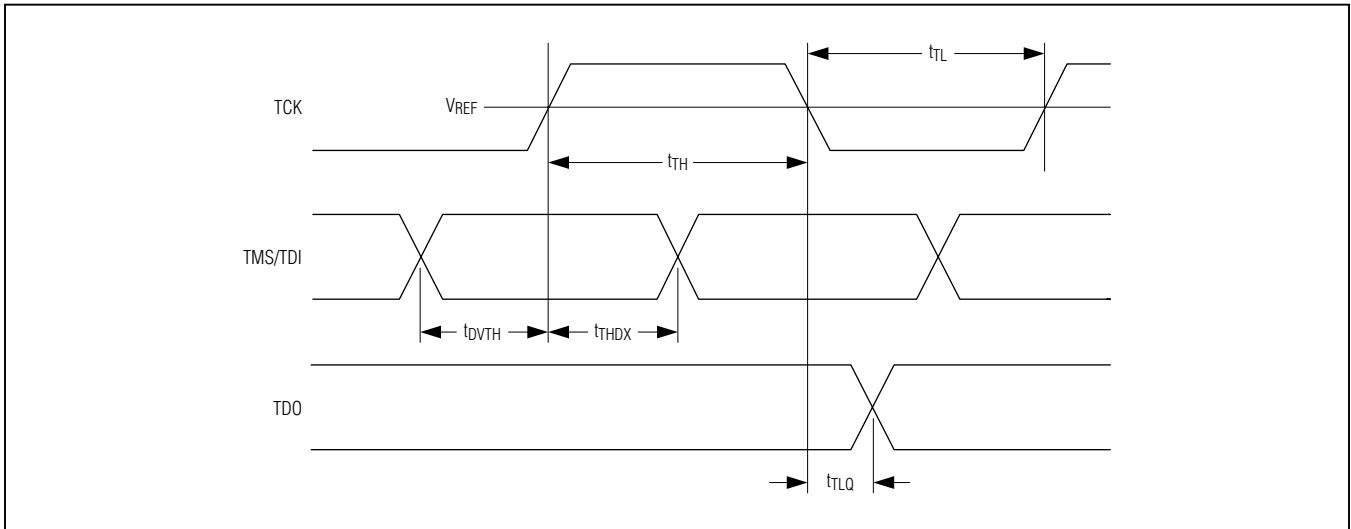 tTL
TCK
VREF
tTH
TMS/TDI
tDVTH
tTHDX
TDO
tTLQ